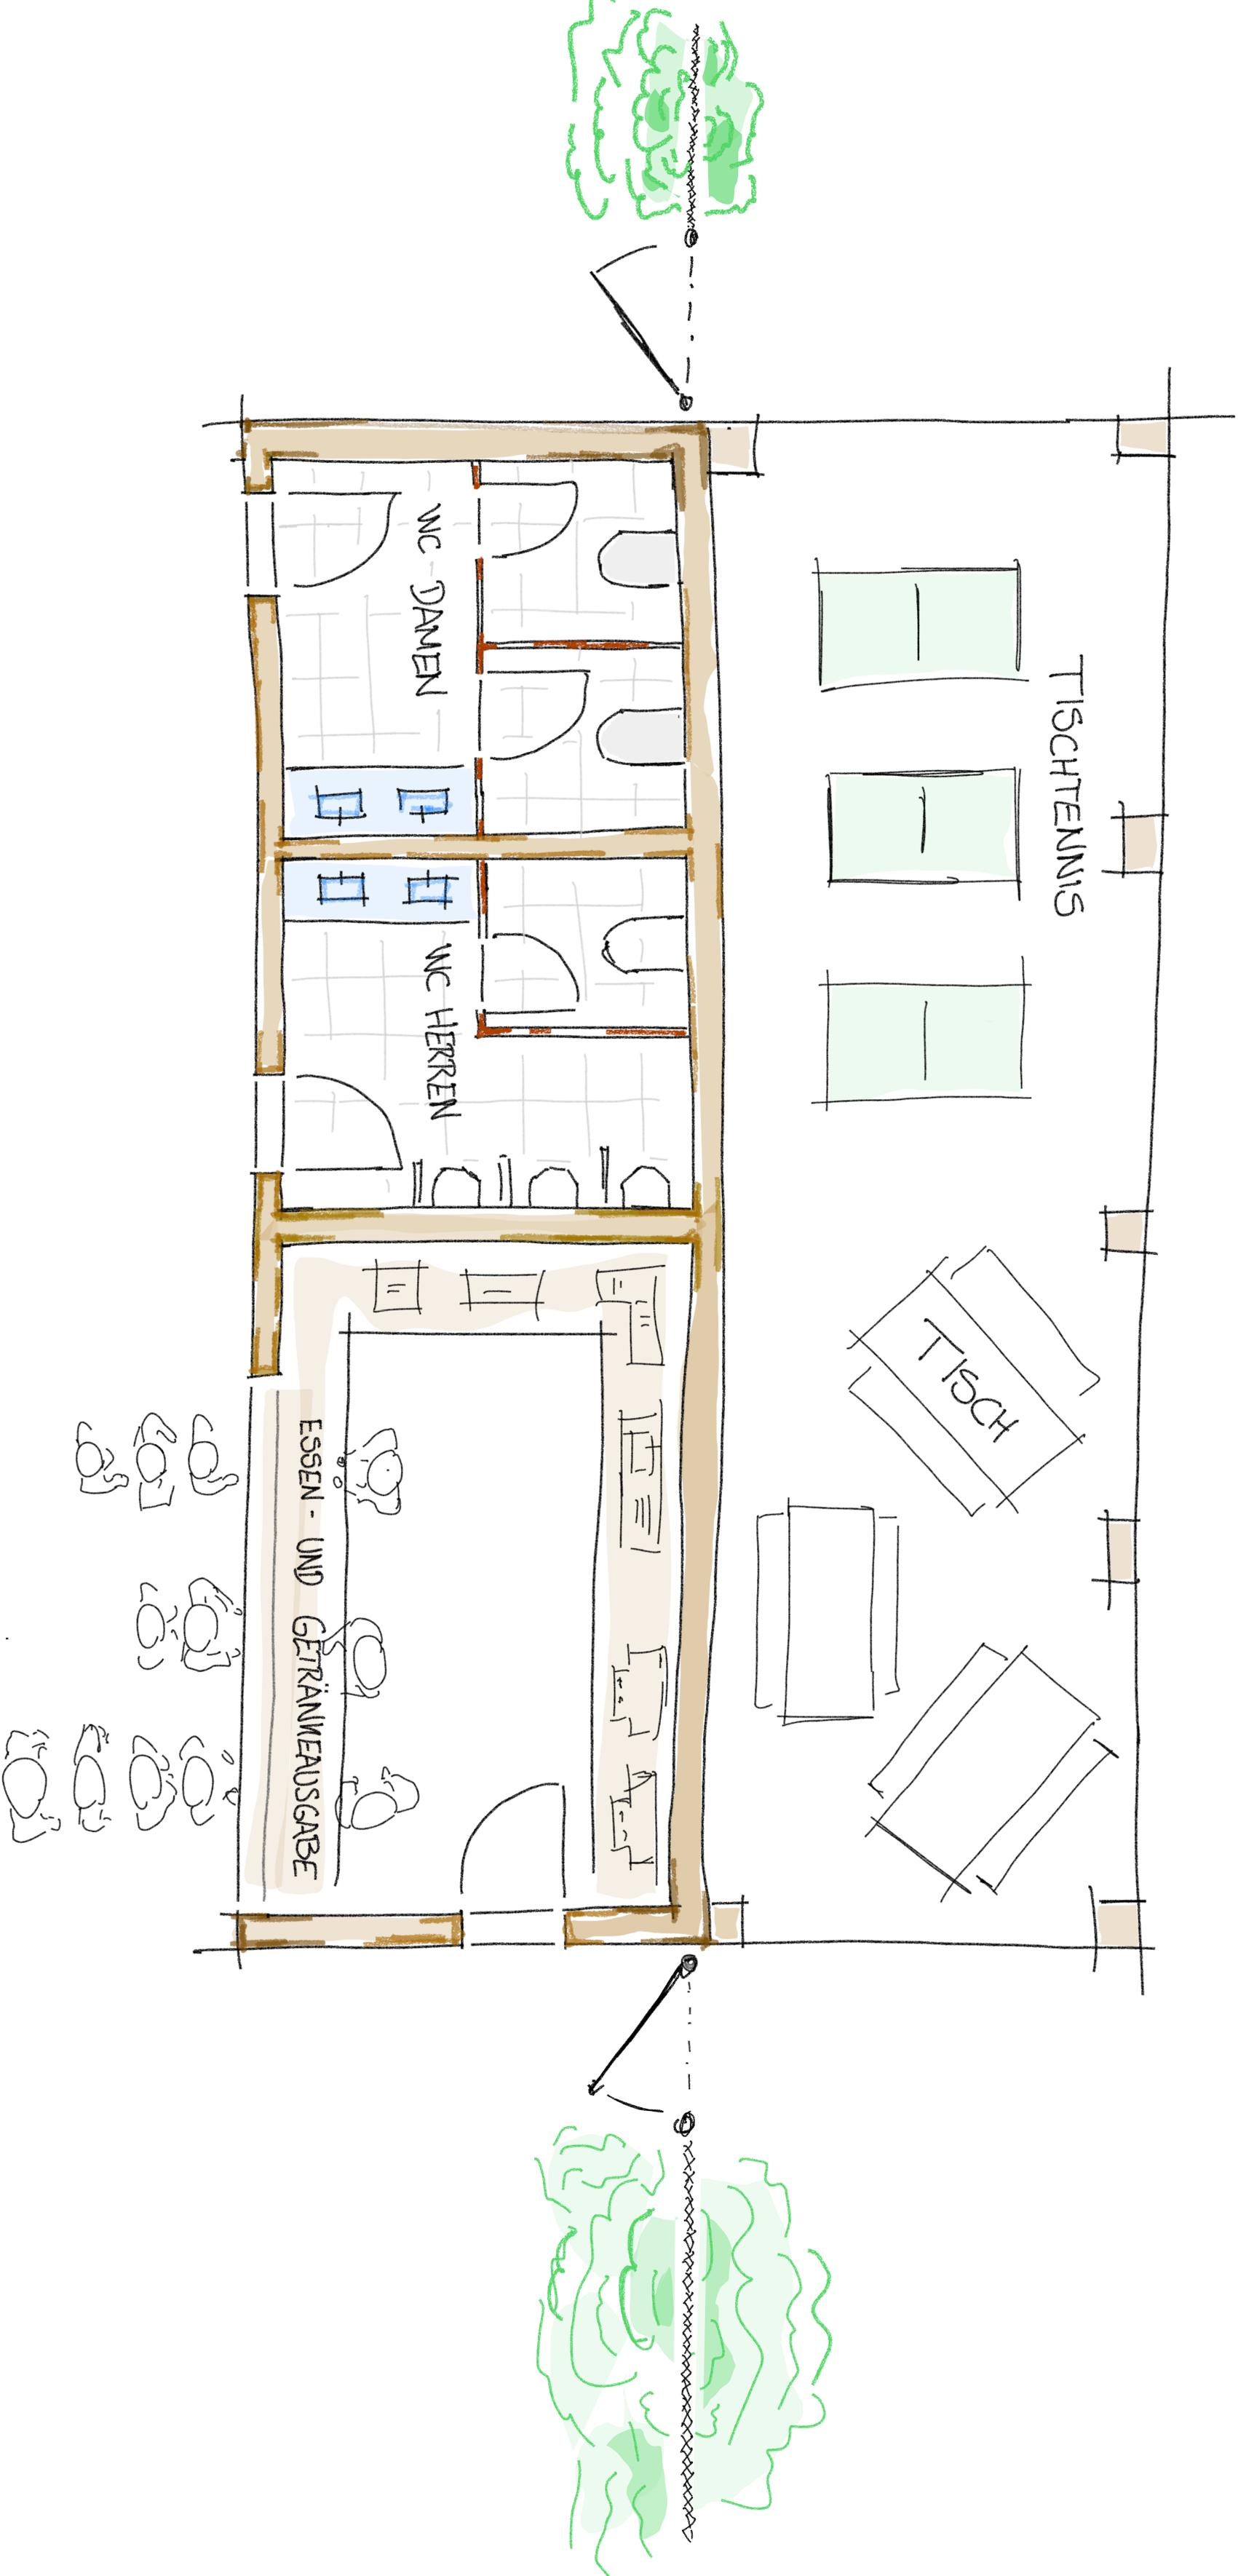 TISCHTENNIS
TISCH
WC DAMEN
WC HERREN
ESSEN- UND GETRÄNKEAUSGABE